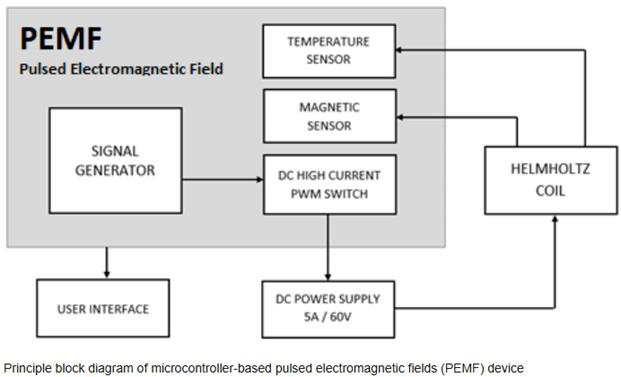 PEMF
Pulsed Electromagnetic Field
TEMPERATURE
SENSOR
MAGNETIC
SENSOR
SIGNAL
GENERATOR
DC HIGH CURRENT
PWM SWITCH
HELMHOLTZ
COIL
USER INTERFACE
DC POWER SUPPLY
5A / 60V
Principle block diagram of microcontroller-based pulsed electromagnetic fields (PEMF) device